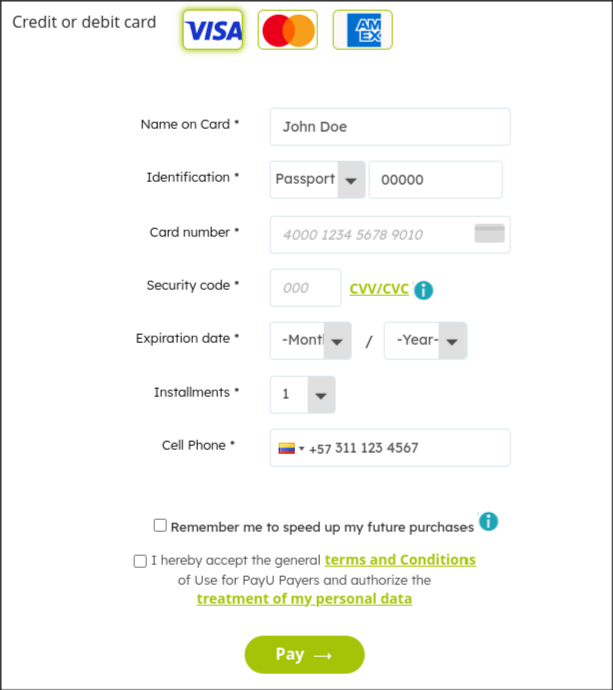 Credit or debit card VISA AM EX
Name on Card * John Doe
Identification * Passport 00000
Card number * 4000 1234 5678 9010
Security code * 000 CVV/CVC i
Expiration date * -Mont / -Year-
Installments * 1
Cell Phone * +57 311 123 4567
Remember me to speed up my future purchases i
I hereby accept the general terms and Conditions
of Use for PayU Payers and authorize the
treatment of my personal data
Pay →